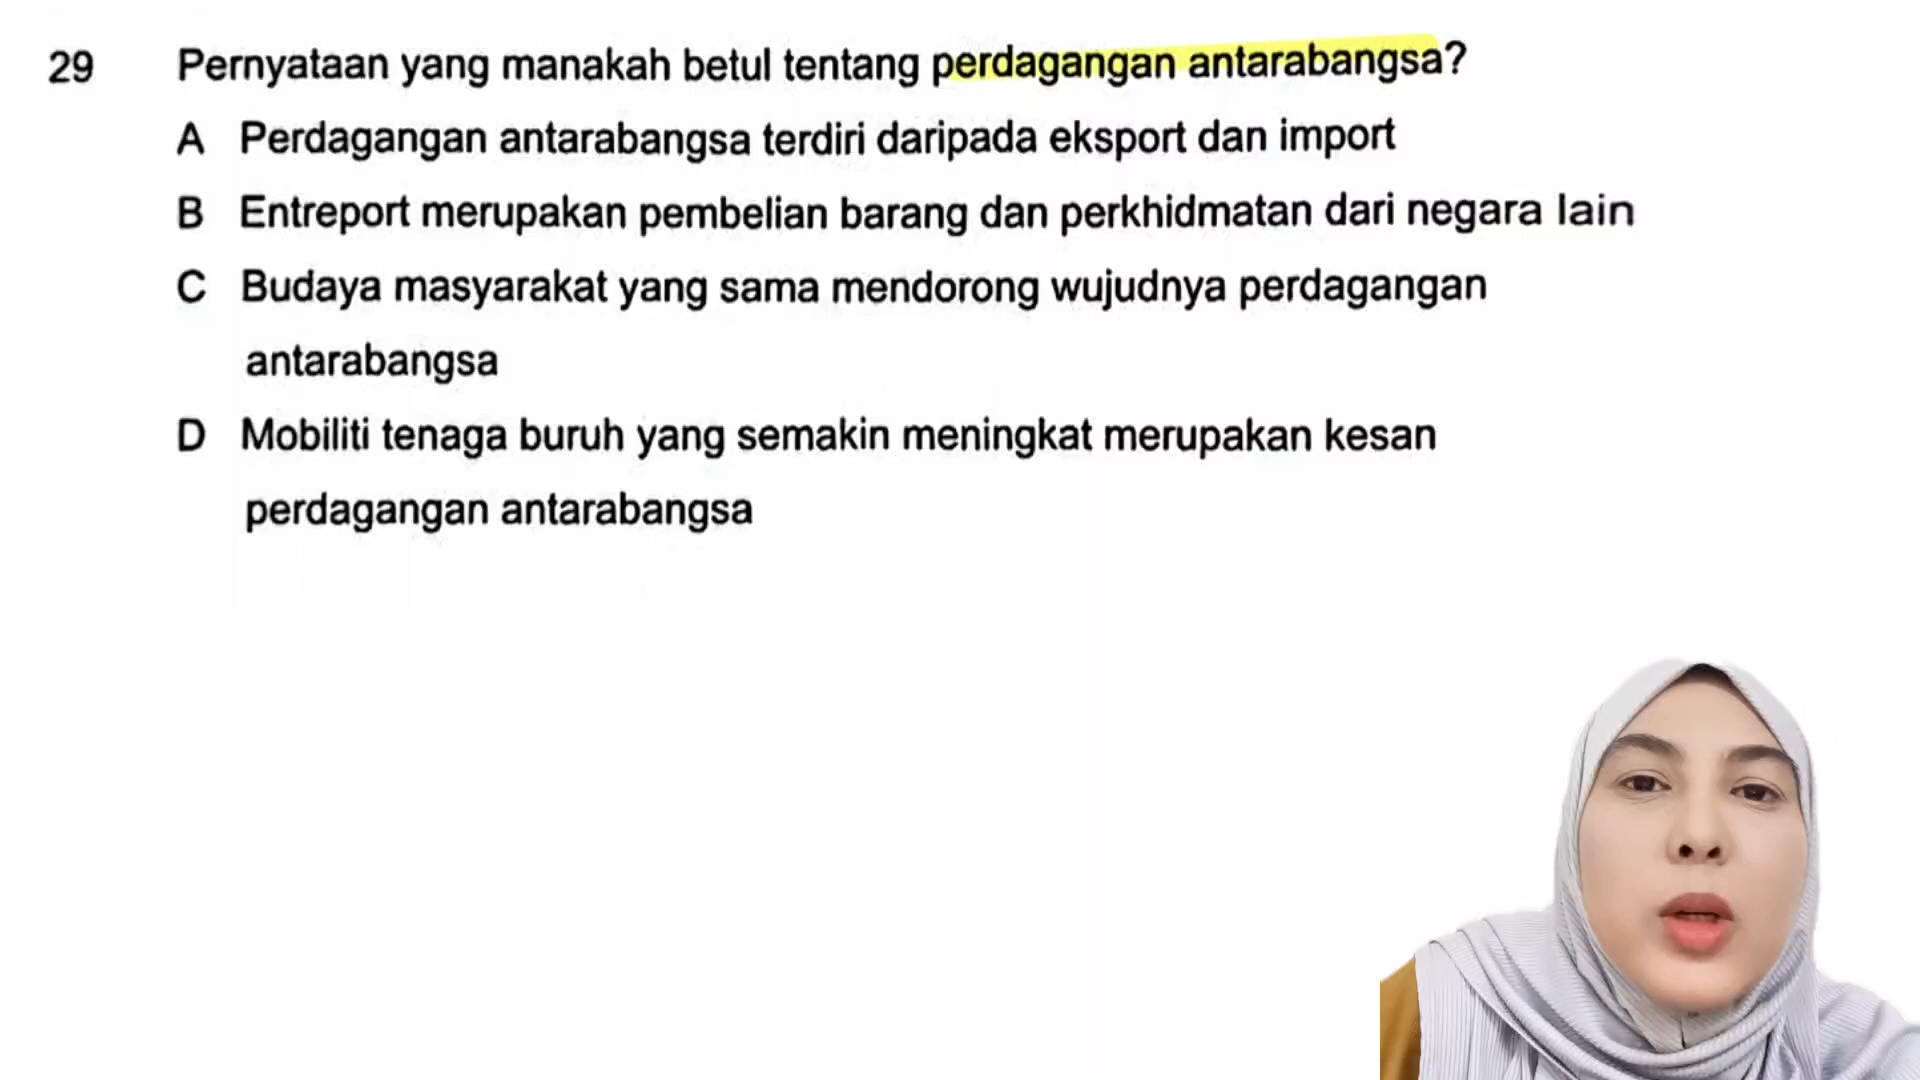 29 Pernyataan yang manakah betul tentang perdagangan antarabangsa?
A Perdagangan antarabangsa terdiri daripada eksport dan import
B Entreport merupakan pembelian barang dan perkhidmatan dari negara lain
C Budaya masyarakat yang sama mendorong wujudnya perdagangan
antarabangsa
D Mobiliti tenaga buruh yang semakin meningkat merupakan kesan
perdagangan antarabangsa